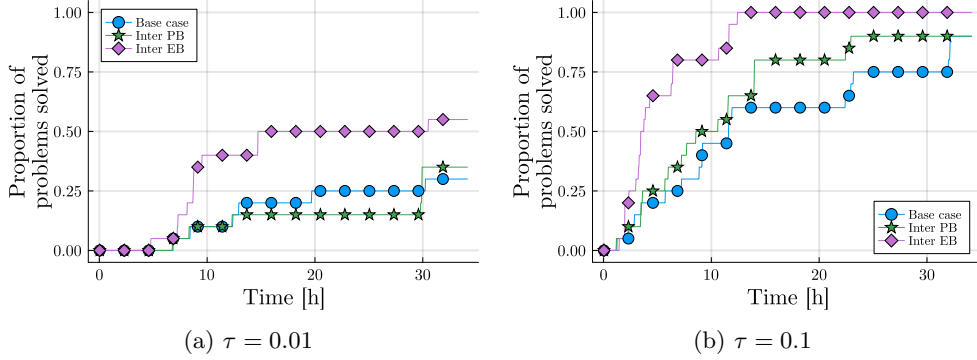 1.00
0.75
0.50
0.25
0.00
Proportion of
problems solved
Base case
Inter PB
Inter EB
0
10
20
30
Time [h]
(a) τ = 0.01
1.00
0.75
0.50
0.25
0.00
Proportion of
problems solved
Base case
Inter PB
Inter EB
0
10
20
30
Time [h]
(b) τ = 0.1